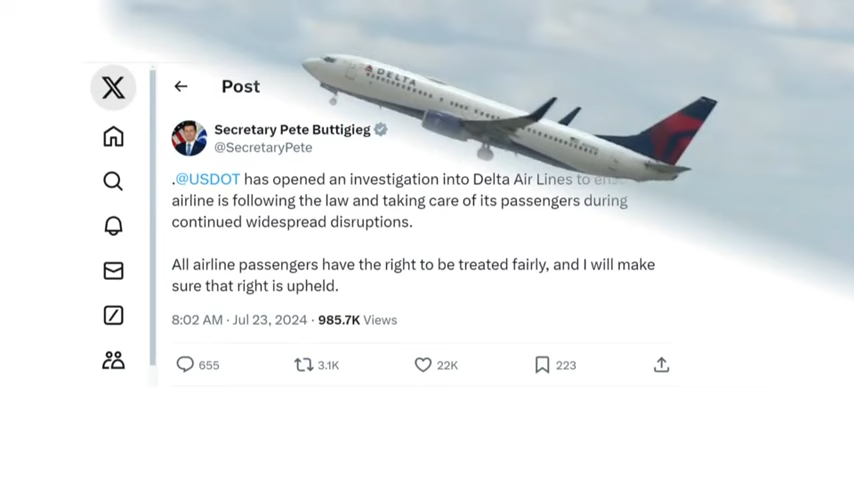 Post
DELTA
Secretary Pete Buttigieg
@SecretaryPete
.@USDOT has opened an investigation into Delta Air Lines to
airline is following the law and taking care of its passengers during
continued widespread disruptions.
All airline passengers have the right to be treated fairly, and I will make
sure that right is upheld.
8:02 AM · Jul 23, 2024 · 985.7K Views
655 3.1K 22K 223